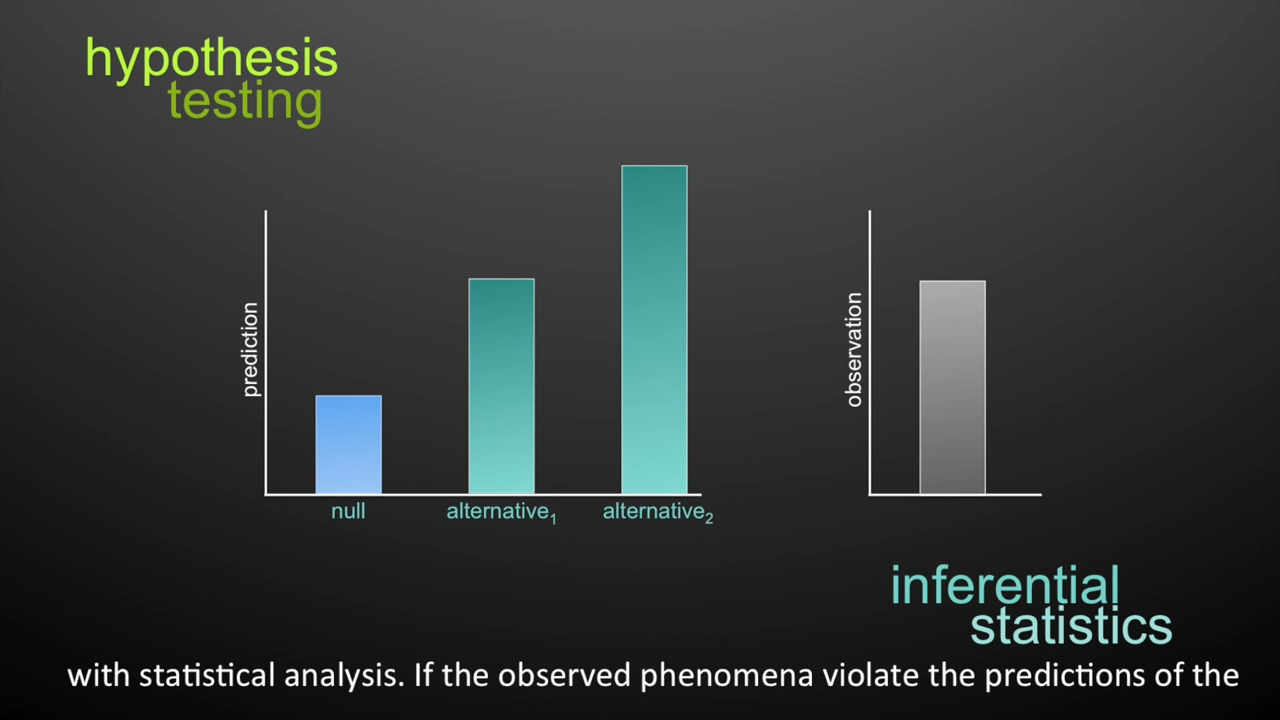 hypothesis
testing
prediction
null
alternative₁
alternative₂
observation
inferential
statistics
with statistical analysis. If the observed phenomena violate the predictions of the